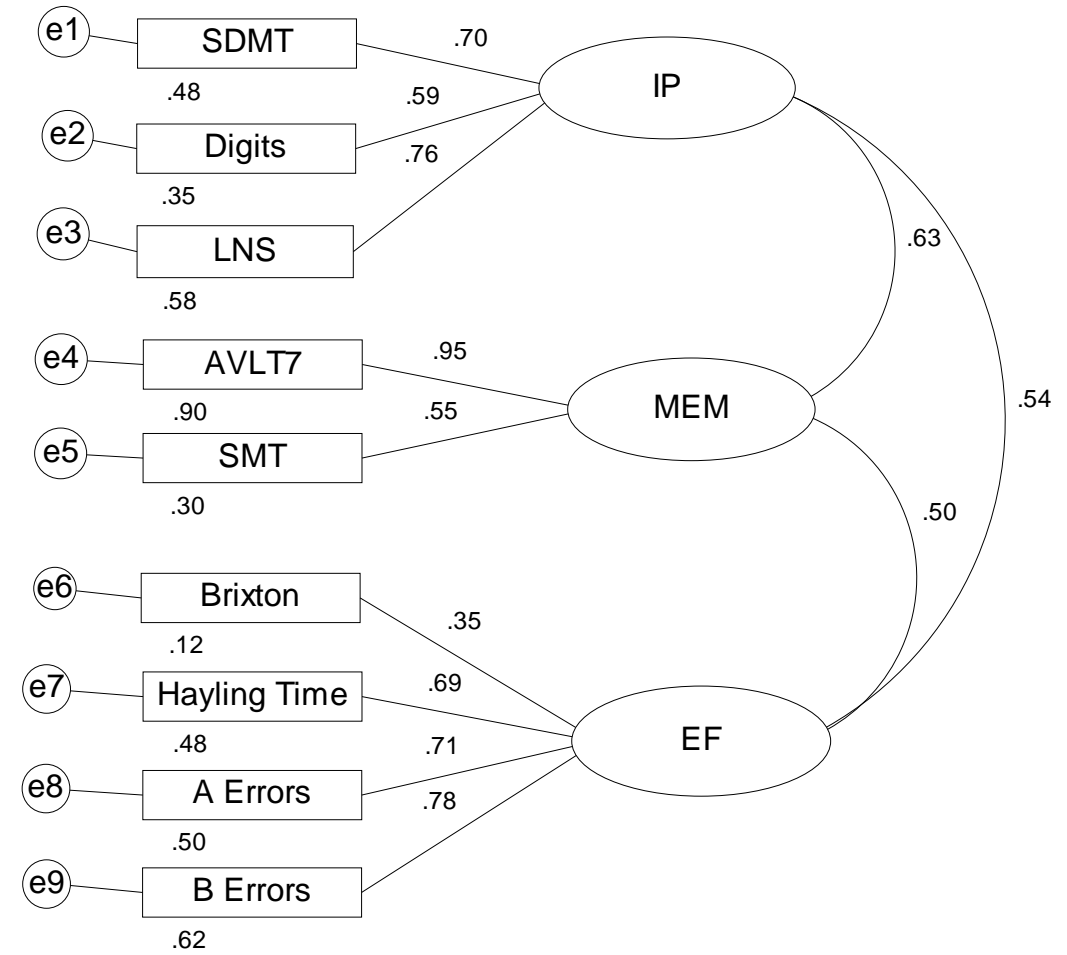 e1
SDMT
.70
IP
.48
.59
e2
Digits
.76
.35
e3
LNS
.63
.58
e4
AVLT7
.95
MEM
.54
.90
.55
e5
SMT
.30
.50
e6
Brixton
.35
.12
e7
Hayling Time
.69
EF
.48
.71
e8
A Errors
.78
.50
e9
B Errors
.62